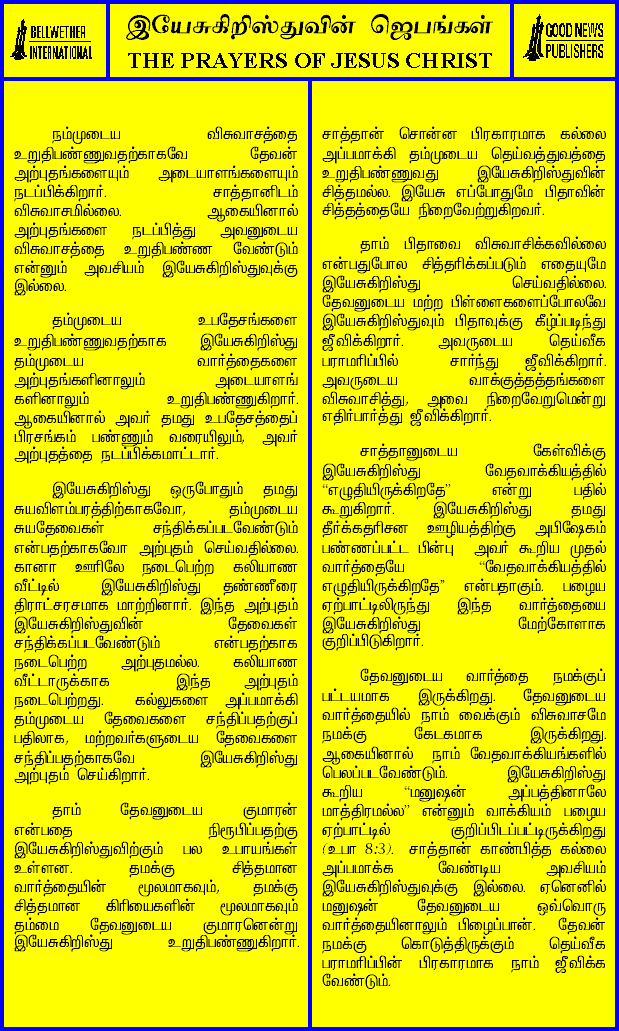 BELLWETHER
INTERNATIONAL
இயேசுகிறிஸ்துவின் ஜெபங்கள்
THE PRAYERS OF JESUS CHRIST
GOOD NEWS
PUBLISHERS
நம்முடைய விசுவாசத்தை
உறுதிபண்ணுவதற்காகவே தேவன்
அற்புதங்களையும் அடையாளங்களையும்
நடப்பிக்கிறார். சாத்தானிடம்
விசுவாசமில்லை. ஆகையினால்
அற்புதங்களை நடப்பித்து அவனுடைய
விசுவாசத்தை உறுதிபண்ண வேண்டும்
என்னும் அவசியம் இயேசுகிறிஸ்துவுக்கு
இல்லை.
தம்முடைய உபதேசங்களை
உறுதிபண்ணுவதற்காக இயேசுகிறிஸ்து
தம்முடைய வார்த்தைகளை
அற்புதங்களினாலும் அடையாளங்
களினாலும் உறுதிபண்ணுகிறார்.
ஆகையினால் அவர் தமது உபதேசத்தைப்
பிரசங்கம் பண்ணும் வரையிலும், அவர்
அற்புதத்தை நடப்பிக்கமாட்டார்.
இயேசுகிறிஸ்து ஒருபோதும் தமது
சுயவிளம்பரத்திற்காகவோ, தம்முடைய
சுயதேவைகள் சந்திக்கப்படவேண்டும்
என்பதற்காகவோ அற்புதம் செய்வதில்லை.
கானா ஊரிலே நடைபெற்ற கலியாண
வீட்டில் இயேசுகிறிஸ்து தண்ணீரை
திராட்சரசமாக மாற்றினார். இந்த அற்புதம்
இயேசுகிறிஸ்துவின் தேவைகள்
சந்திக்கப்படவேண்டும் என்பதற்காக
நடைபெற்ற அற்புதமல்ல. கலியாண
வீட்டாருக்காக இந்த அற்புதம்
நடைபெற்றது. கல்லுகளை அப்பமாக்கி
தம்முடைய தேவைகளை சந்திப்பதற்குப்
பதிலாக, மற்றவர்களுடைய தேவைகளை
சந்திப்பதற்காகவே இயேசுகிறிஸ்து
அற்புதம் செய்கிறார்.
தாம் தேவனுடைய குமாரன்
என்பதை நிரூபிப்பதற்கு
இயேசுகிறிஸ்துவிற்கும் பல உபாயங்கள்
உள்ளன. தமக்கு சித்தமான
வார்த்தையின் மூலமாகவும், தமக்கு
சித்தமான கிரியைகளின் மூலமாகவும்
தம்மை தேவனுடைய குமாரனென்று
இயேசுகிறிஸ்து உறுதிபண்ணுகிறார்.
சாத்தான் சொன்ன பிரகாரமாக கல்லை
அப்பமாக்கி தம்முடைய தெய்வத்துவத்தை
உறுதிபண்ணுவது இயேசுகிறிஸ்துவின்
சித்தமல்ல. இயேசு எப்போதுமே பிதாவின்
சித்தத்தையே நிறைவேற்றுகிறவர்.
தாம் பிதாவை விசுவாசிக்கவில்லை
என்பதுபோல சித்தரிக்கப்படும் எதையுமே
இயேசுகிறிஸ்து செய்வதில்லை.
தேவனுடைய மற்ற பிள்ளைகளைப்போலவே
இயேசுகிறிஸ்துவும் பிதாவுக்கு கீழ்ப்படிந்து
ஜீவிக்கிறார். அவருடைய தெய்வீக
பராமரிப்பில் சார்ந்து ஜீவிக்கிறார்.
அவருடைய வாக்குத்தத்தங்களை
விசுவாசித்து, அவை நிறைவேறுமென்று
எதிர்பார்த்து ஜீவிக்கிறார்.
சாத்தானுடைய கேள்விக்கு
இயேசுகிறிஸ்து வேதவாக்கியத்தில்
"எழுதியிருக்கிறதே" என்று பதில்
கூறுகிறார். இயேசுகிறிஸ்து தமது
தீர்க்கதரிசன ஊழியத்திற்கு அபிஷேகம்
பண்ணப்பட்ட பின்பு அவர் கூறிய முதல்
வார்த்தையே "வேதவாக்கியத்தில்
எழுதியிருக்கிறதே" என்பதாகும். பழைய
ஏற்பாட்டிலிருந்து இந்த வார்த்தையை
இயேசுகிறிஸ்து மேற்கோளாக
குறிப்பிடுகிறார்.
தேவனுடைய வார்த்தை நமக்குப்
பட்டயமாக இருக்கிறது. தேவனுடைய
வார்த்தையில் நாம் வைக்கும் விசுவாசமே
நமக்கு கேடகமாக இருக்கிறது.
ஆகையினால் நாம் வேதவாக்கியங்களில்
பெலப்படவேண்டும். இயேசுகிறிஸ்து
கூறிய "மனுஷன் அப்பத்தினாலே
மாத்திரமல்ல" என்னும் வாக்கியம் பழைய
ஏற்பாட்டில் குறிப்பிடப்பட்டிருக்கிறது
(உபா 8:3). சாத்தான் காண்பித்த கல்லை
அப்பமாக்க வேண்டிய அவசியம்
இயேசுகிறிஸ்துவுக்கு இல்லை. ஏனெனில்
மனுஷன் தேவனுடைய ஒவ்வொரு
வார்த்தையினாலும் பிழைப்பான். தேவன்
நமக்கு கொடுத்திருக்கும் தெய்வீக
பராமரிப்பின் பிரகாரமாக நாம் ஜீவிக்க
வேண்டும்.